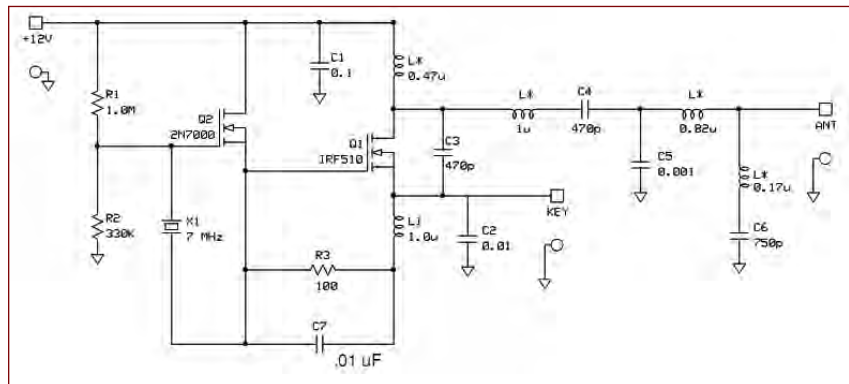 +12V
R1
1.0M
Q2
2N7000
R2
330K
X1
7 MHz
C1
0.1
L*
0.47u
Q1
IRF510
C3
470p
L1
1.0u
R3
100
C7
.01 uF
C2
0.01
KEY
L*
1u
C4
470p
C5
0.001
L*
0.82u
L*
0.17u
C6
750p
ANT